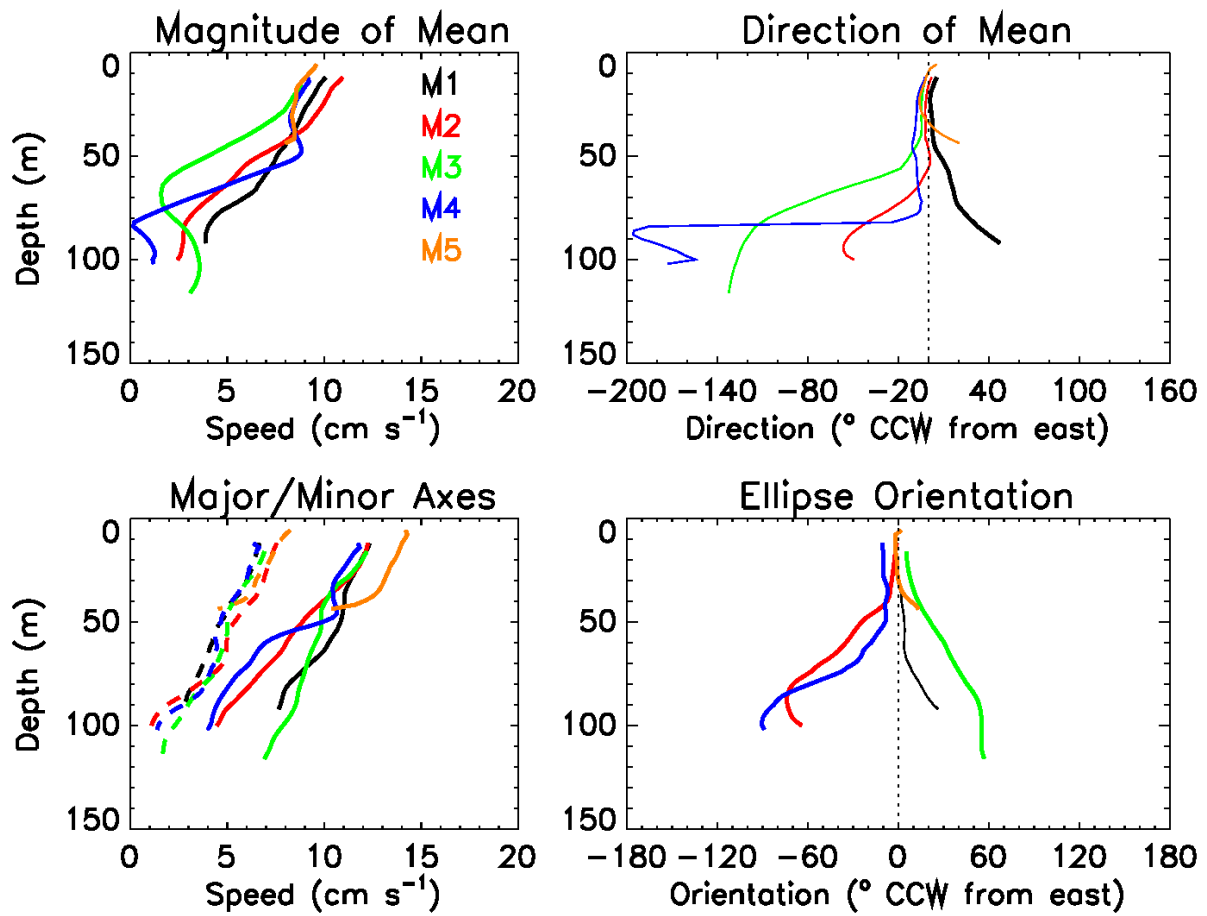 Magnitude of Mean
Direction of Mean
0
50
100
150
Depth (m)
M1
M2
M3
M4
M5
0 5 10 15 20
Speed (cm s⁻¹)
0
50
100
150
-200 -140 -80 -20 40 100 160
Direction (° CCW from east)
Major/Minor Axes
Ellipse Orientation
0
50
100
150
Depth (m)
0 5 10 15 20
Speed (cm s⁻¹)
0
50
100
150
-180 -120 -60 0 60 120 180
Orientation (° CCW from east)